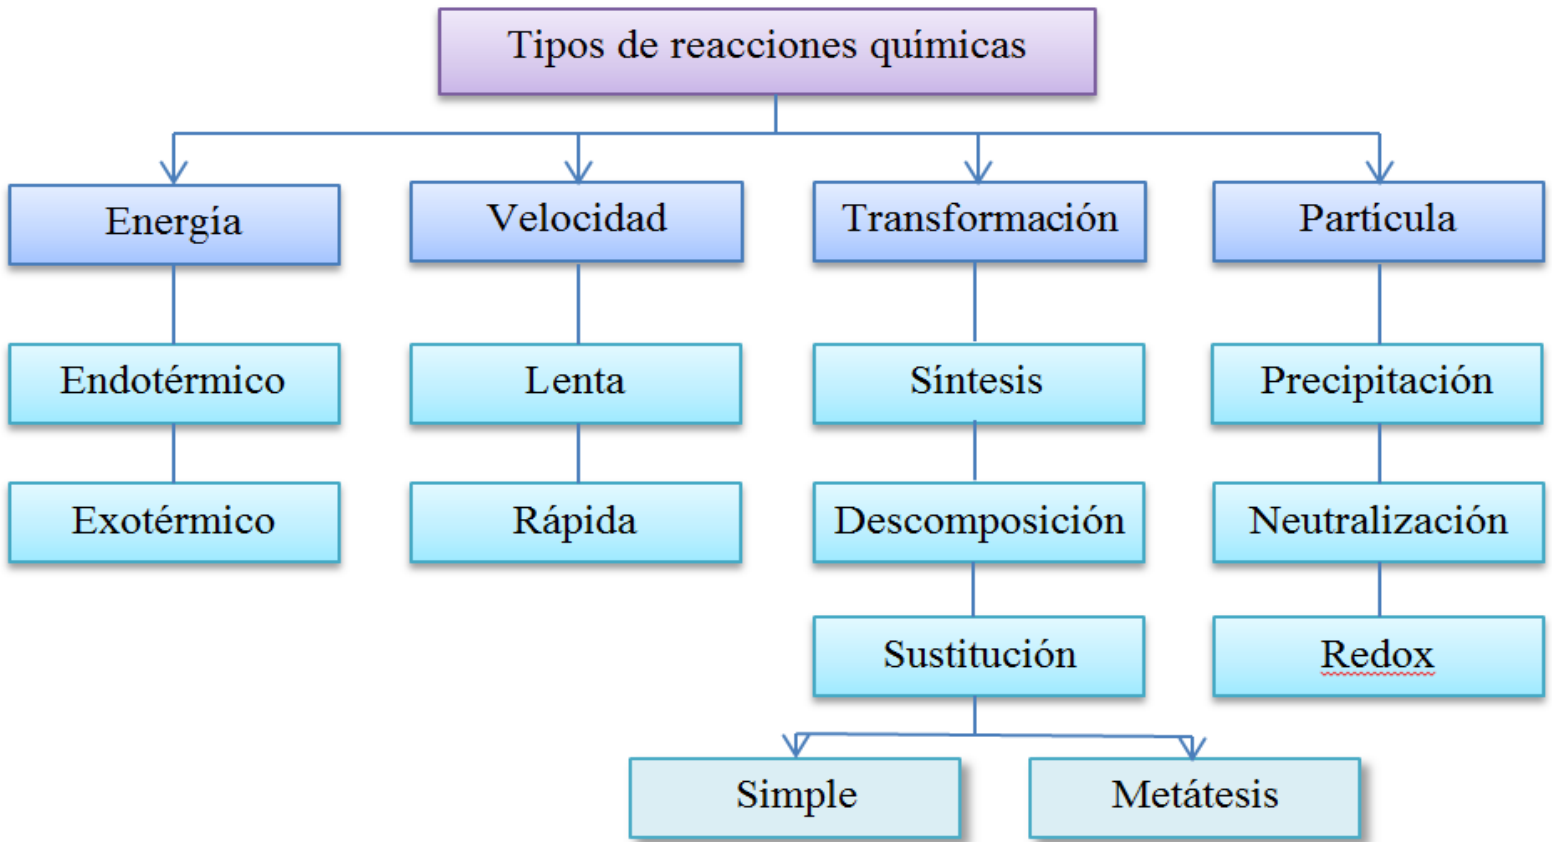 Tipos de reacciones químicas
Energía
Velocidad
Transformación
Partícula
Endotérmico
Lenta
Síntesis
Precipitación
Exotérmico
Rápida
Descomposición
Neutralización
Sustitución
Redox
Simple
Metátesis